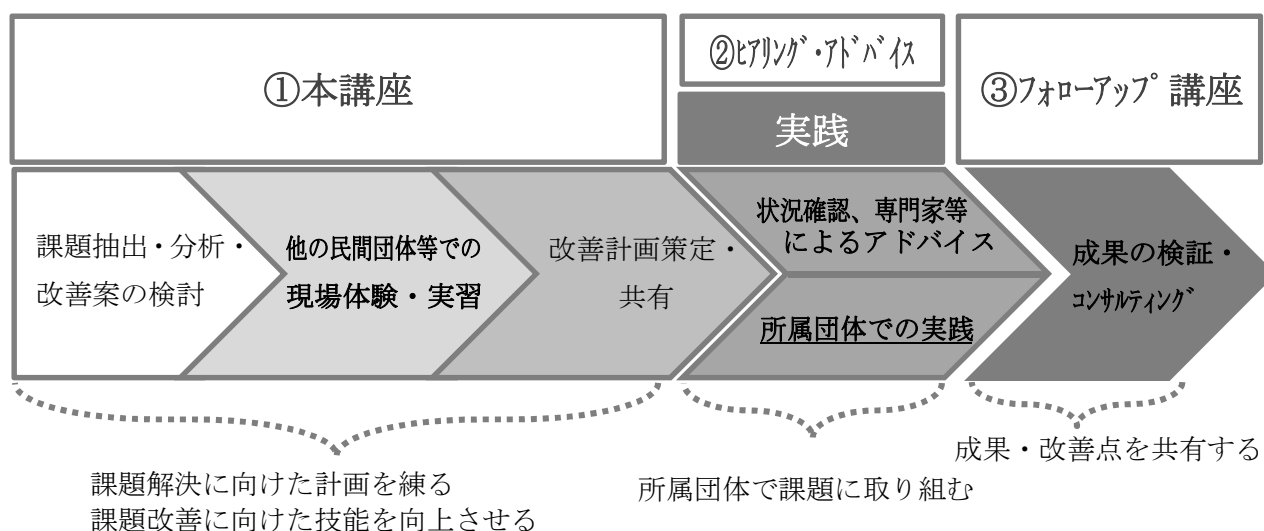 ①本講座
②ﾋｱﾘﾝｸﾞ・ｱﾄﾞﾊﾞｲｽ
実践
③ﾌｫﾛｰｱｯﾌﾟ講座
課題抽出・分析・
改善案の検討
他の民間団体等での
現場体験・実習
改善計画策定・
共有
状況確認、専門家等
によるアドバイス
所属団体での実践
成果の検証・
ｺﾝｻﾙﾃｨﾝｸﾞ
課題解決に向けた計画を練る
課題改善に向けた技能を向上させる
所属団体で課題に取り組む
成果・改善点を共有する